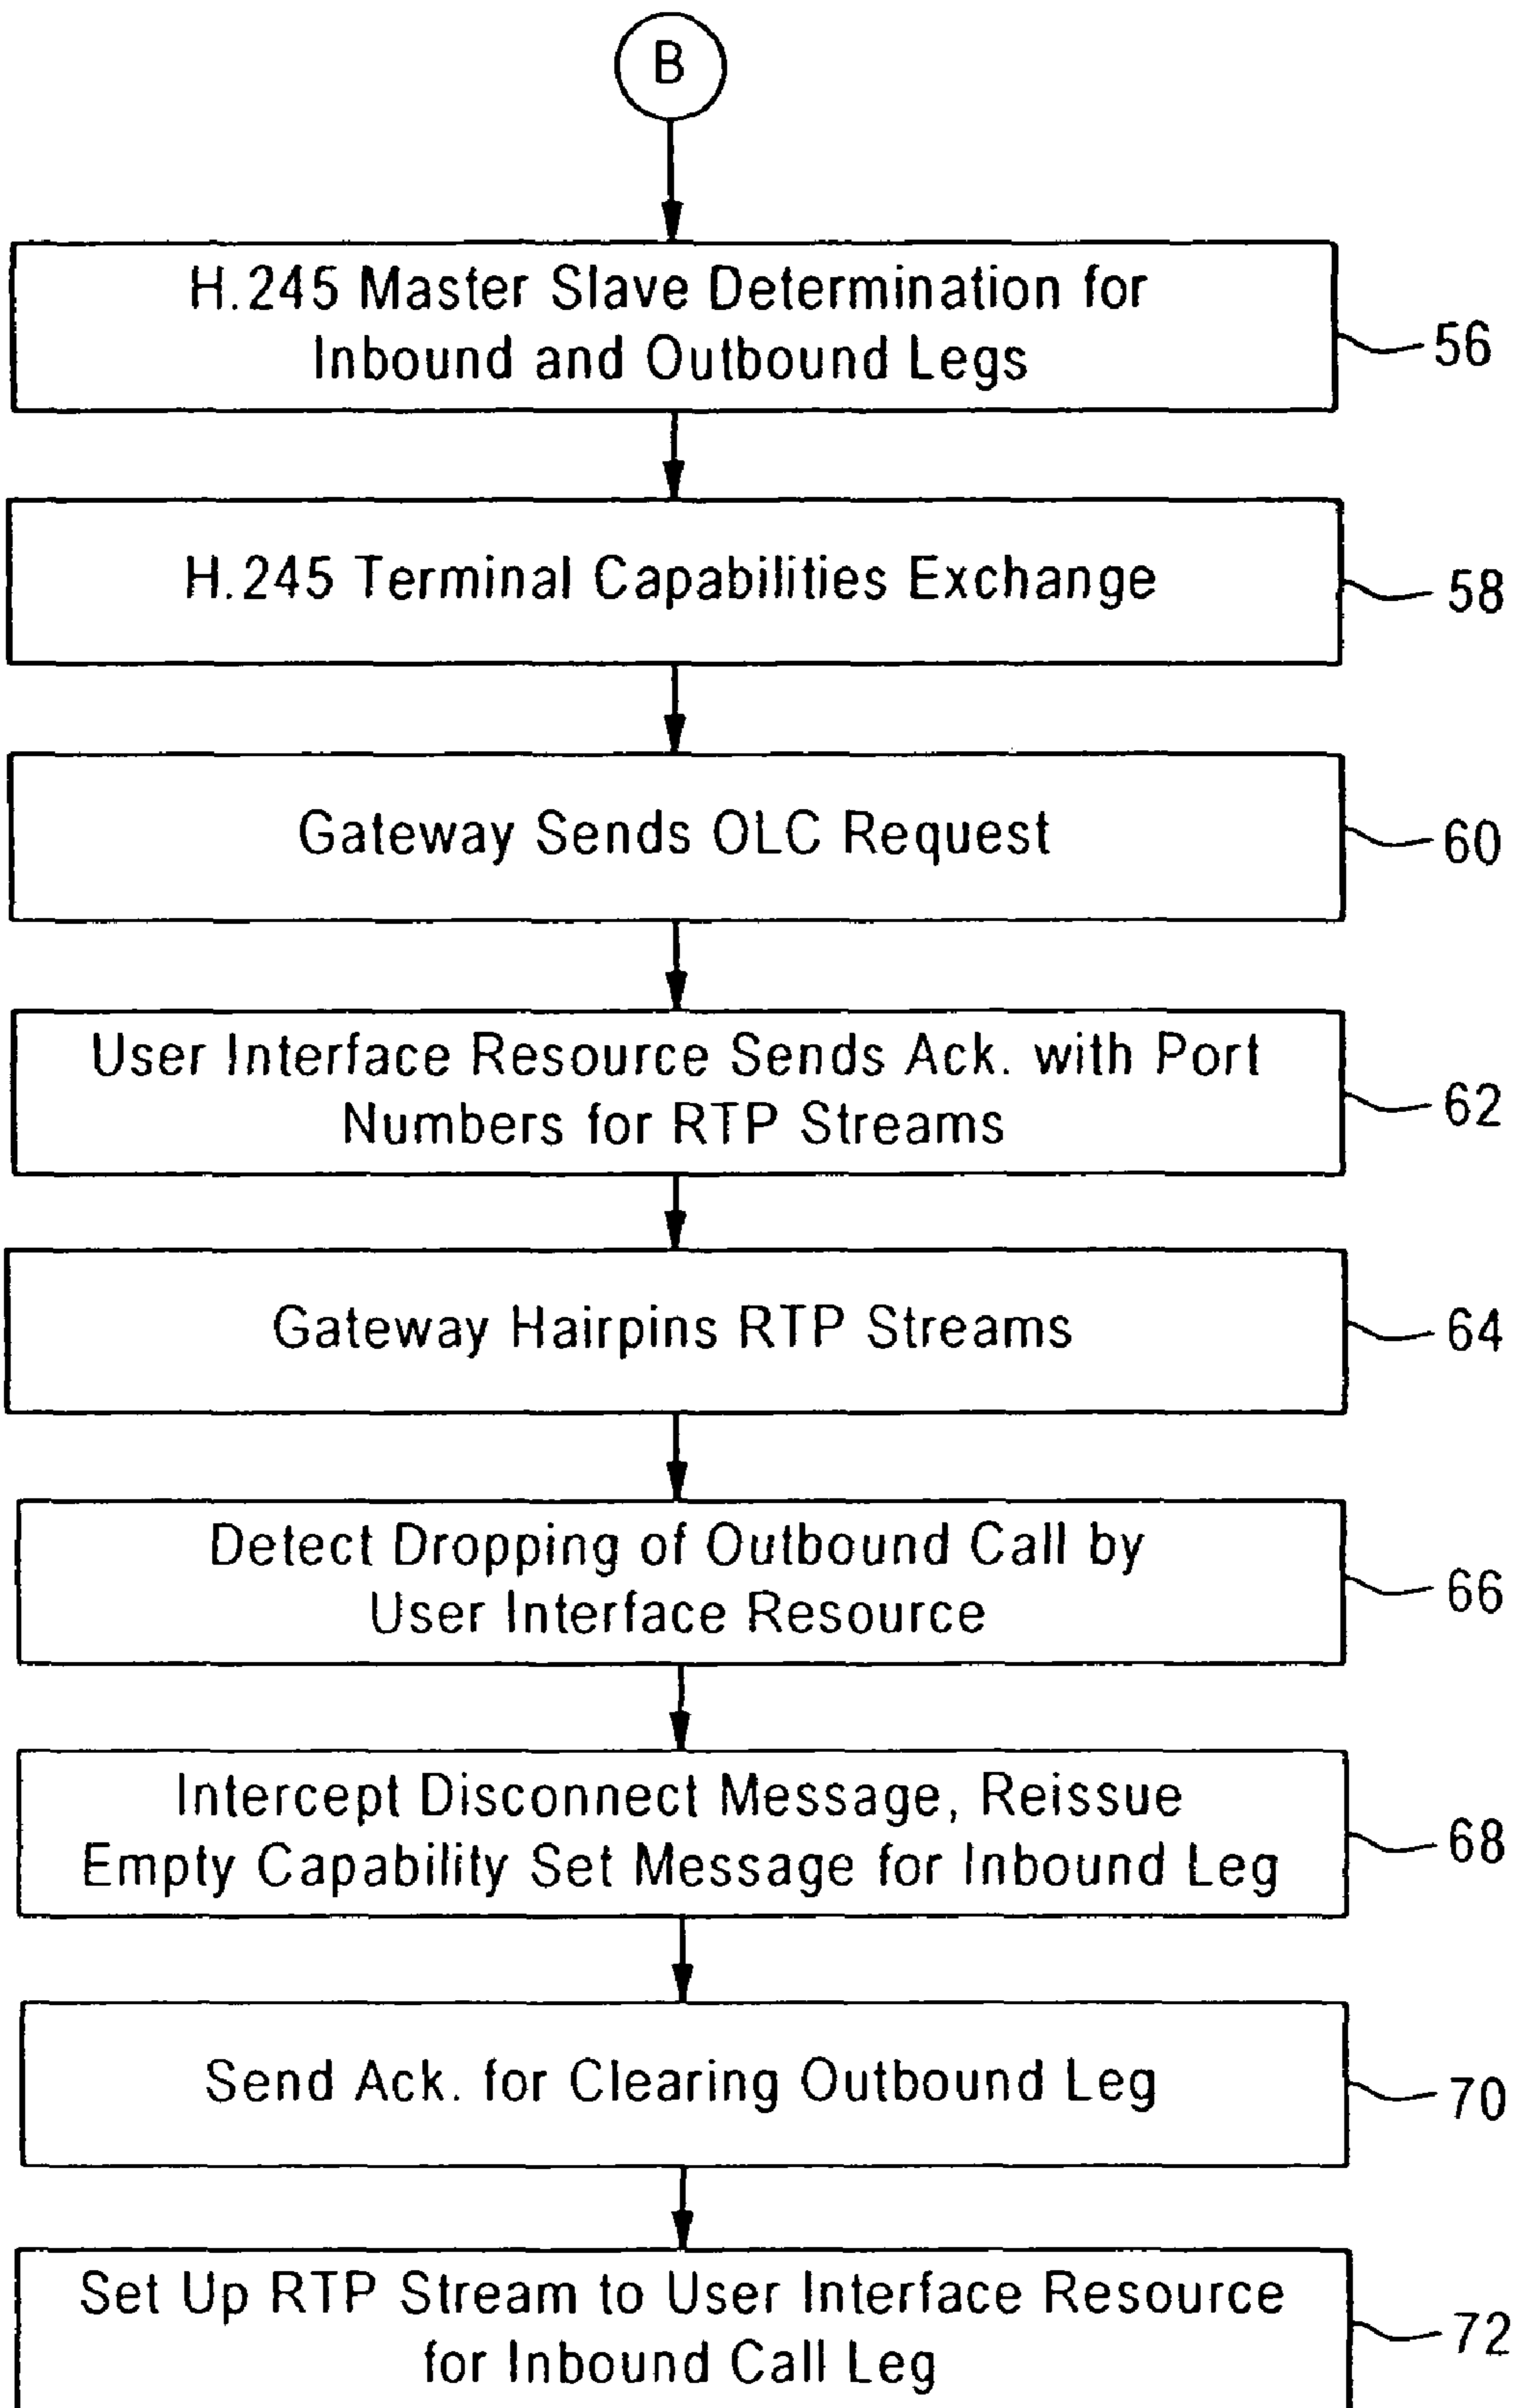 B
H.245 Master Slave Determination for
Inbound and Outbound Legs
56
H.245 Terminal Capabilities Exchange
58
Gateway Sends OLC Request
60
User Interface Resource Sends Ack. with Port
Numbers for RTP Streams
62
Gateway Hairpins RTP Streams
64
Detect Dropping of Outbound Call by
User Interface Resource
66
Intercept Disconnect Message, Reissue
Empty Capability Set Message for Inbound Leg
68
Send Ack. for Clearing Outbound Leg
70
Set Up RTP Stream to User Interface Resource
for Inbound Call Leg
72